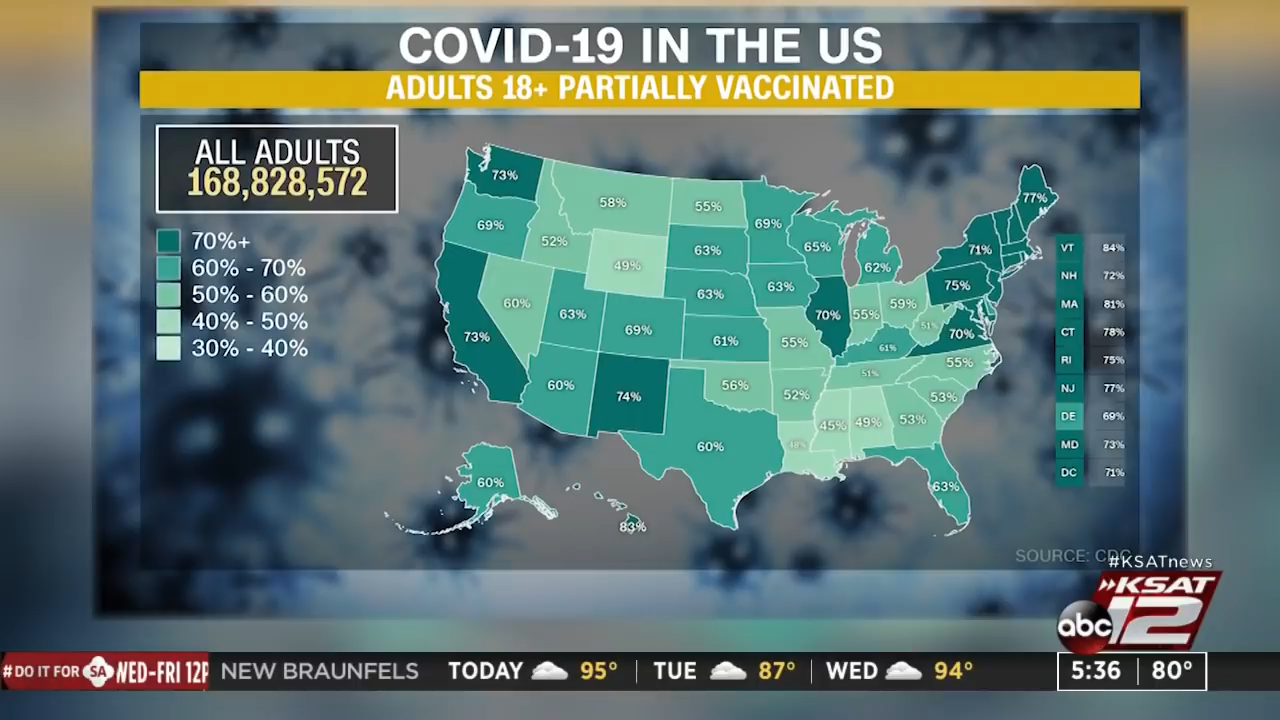 COVID-19 IN THE US
ADULTS 18+ PARTIALLY VACCINATED
ALL ADULTS
168,828,572
70%+
60% - 70%
50% - 60%
40% - 50%
30% - 40%
73%
58%
55%
69%
77%
69%
52%
49%
63%
65%
62%
71%
75%
60%
63%
69%
63%
63%
70%
55%
59%
51%
70%
73%
61%
55%
61%
55%
60%
74%
56%
52%
51%
53%
60%
45%
49%
53%
60%
63%
83%
VT 84%
NH 72%
MA 81%
CT 78%
RI 75%
NJ 77%
DE 69%
MD 73%
DC 71%
SOURCE: CDC
#KSATnews
KSAT
abc 12
#DO IT FOR SA WED-FRI 12P
NEW BRAUNFELS TODAY 95° TUE 87° WED 94°
5:36 80°